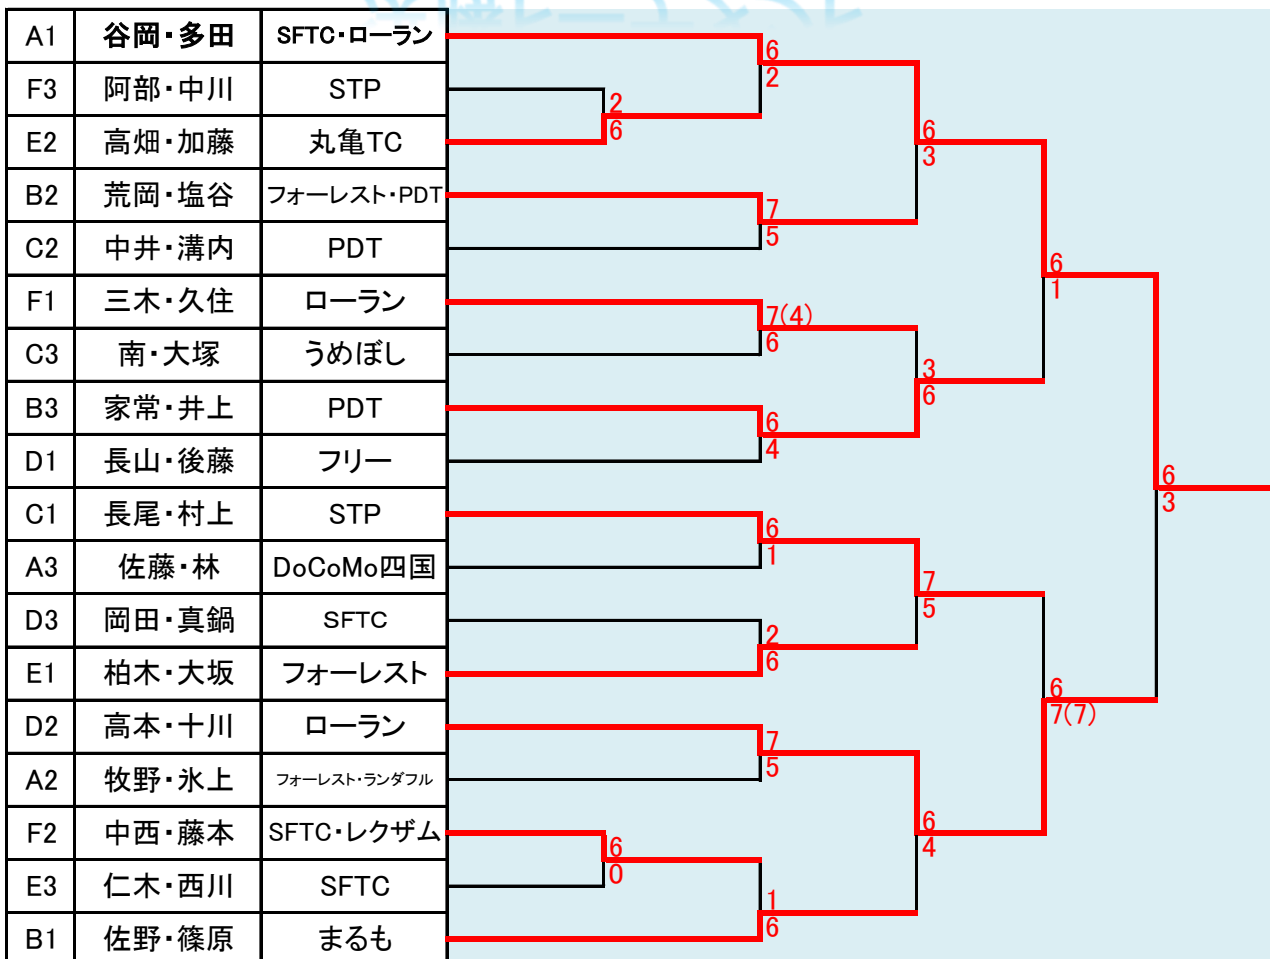 A1 谷岡・多田 SFTC・ローラン
6
F3 阿部・中川 STP
2
2
E2 高畑・加藤 丸亀TC
6
6
3
B2 荒岡・塩谷 フォーレスト・PDT
7
C2 中井・溝内 PDT
5
6
F1 三木・久住 ローラン
1
7(4)
C3 南・大塚 うめぼし
6
3
B3 家常・井上 PDT
6
6
D1 長山・後藤 フリー
4
6
C1 長尾・村上 STP
3
6
A3 佐藤・林 DoCoMo四国
1
7
D3 岡田・真鍋 SFTC
5
2
E1 柏木・大坂 フォーレスト
6
6
D2 高本・十川 ローラン
7(7)
7
A2 牧野・氷上 フォーレスト・ランダフル
5
F2 中西・藤本 SFTC・レクザム
6
6
4
E3 仁木・西川 SFTC
0
1
B1 佐野・篠原 まるも
6